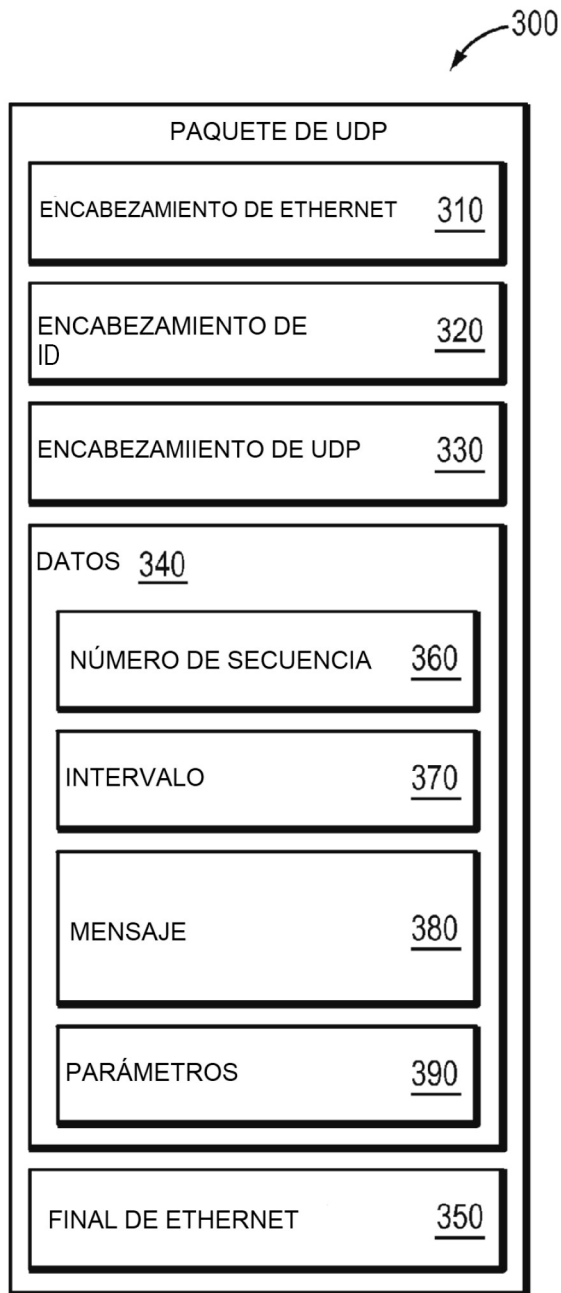 300
PAQUETE DE UDP
ENCABEZAMIENTO DE ETHERNET 310
ENCABEZAMIENTO DE
ID 320
ENCABEZAMIIENTO DE UDP 330
DATOS 340
NÚMERO DE SECUENCIA 360
INTERVALO 370
MENSAJE 380
PARÁMETROS 390
FINAL DE ETHERNET 350